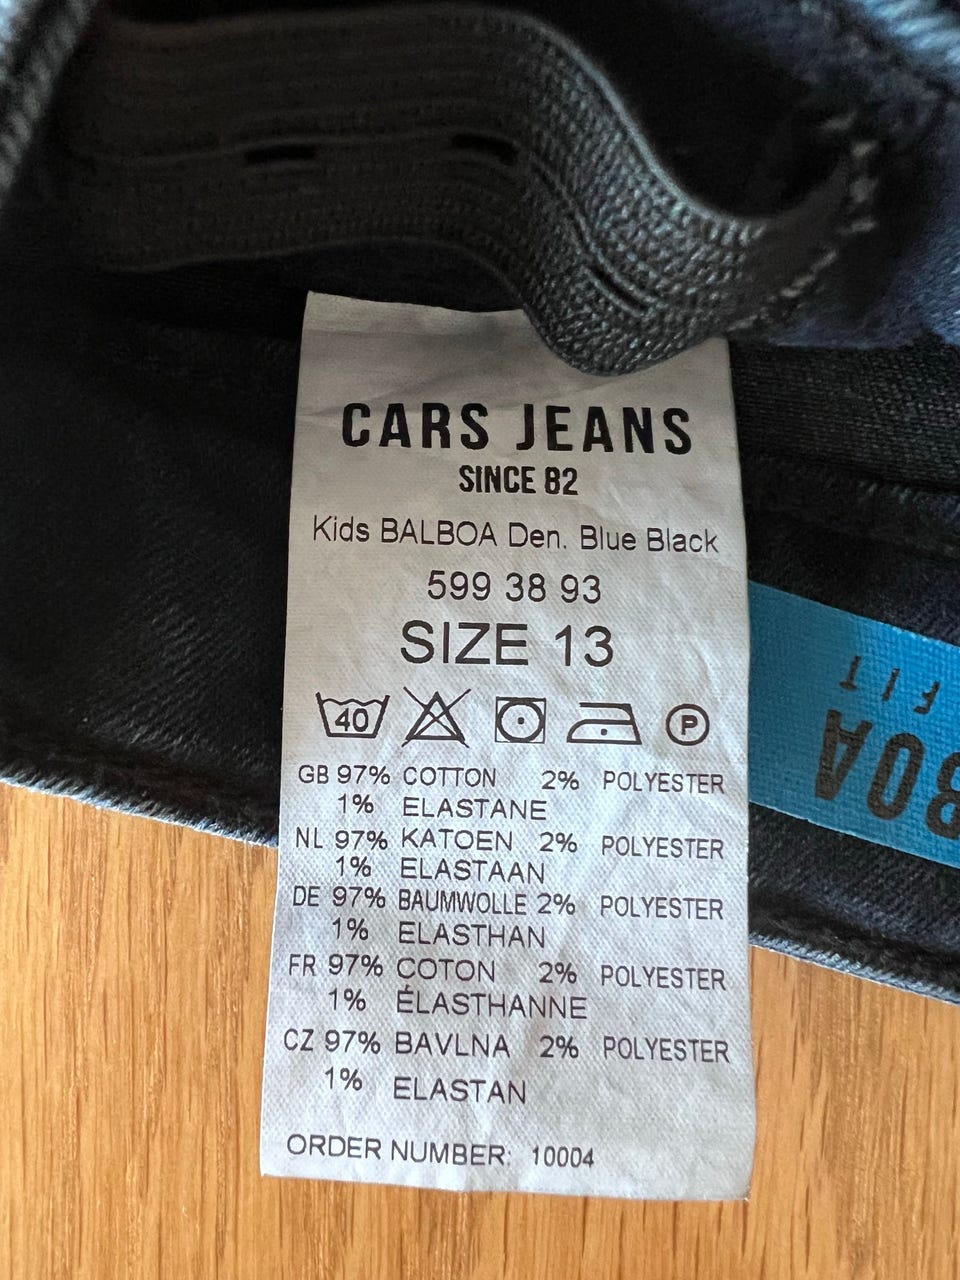 CARS JEANS
SINCE 82
Kids BALBOA Den. Blue Black
599 38 93
SIZE 13
40 P
GB 97% COTTON 2% POLYESTER
1% ELASTANE
NL 97% KATOEN 2% POLYESTER
1% ELASTAAN
DE 97% BAUMWOLLE 2% POLYESTER
1% ELASTHAN
FR 97% COTON 2% POLYESTER
1% ÉLASTHANNE
CZ 97% BAVLNA 2% POLYESTER
1% ELASTAN
ORDER NUMBER: 10004
BOA
FIT